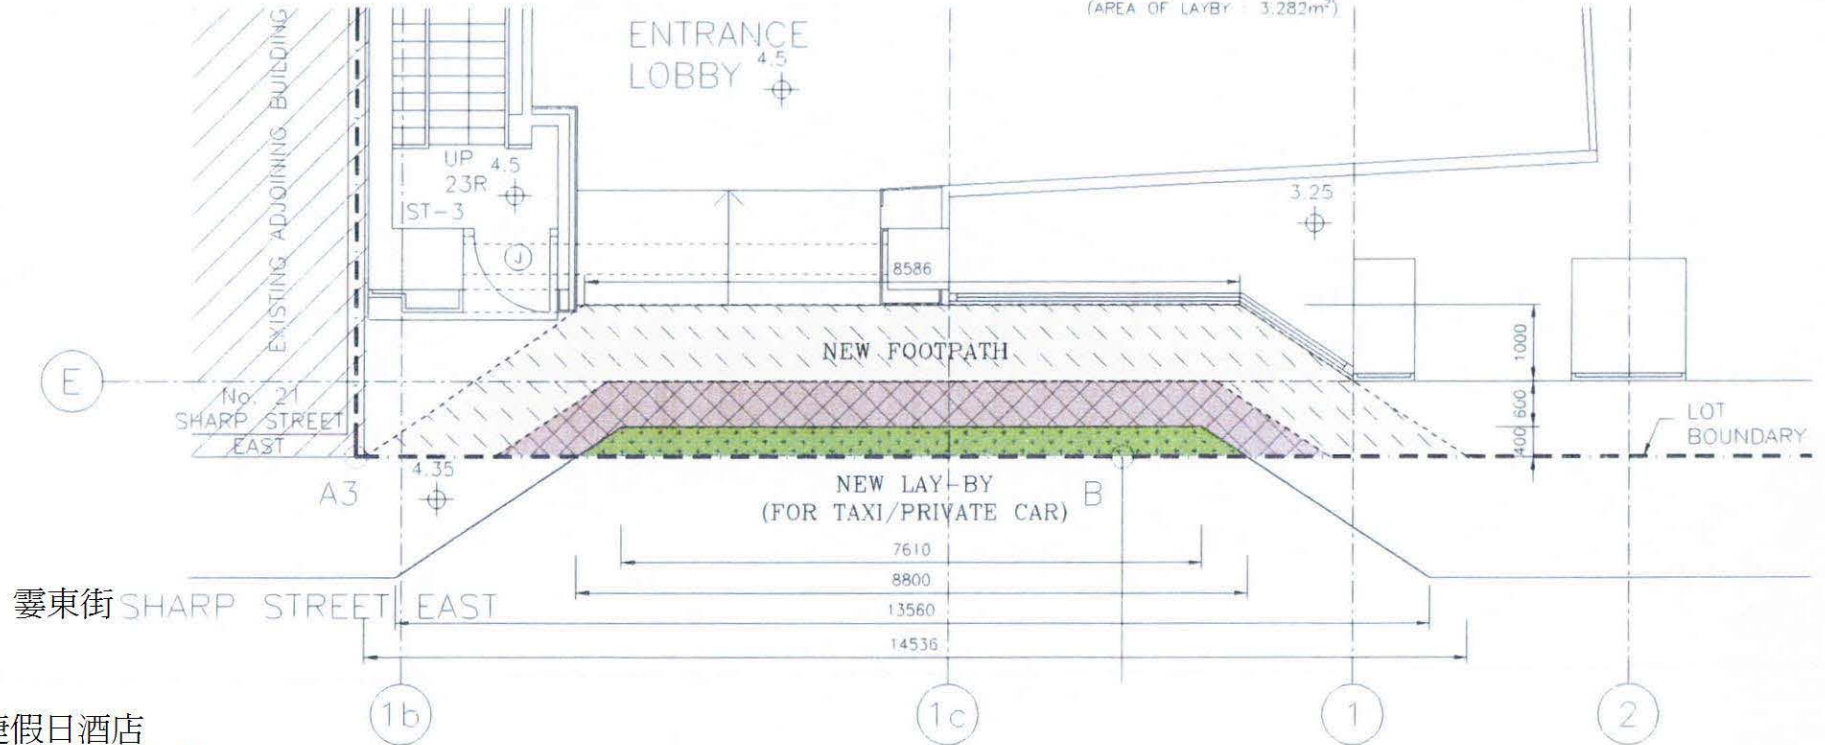 (AREA OF LAYBY : 3.282m²)
ENTRANCE
LOBBY
4.5
EXISTING ADJOINING BUILDING
UP
23R
4.5
ST-3
J
3.25
8586
1000
NEW FOOTPATH
E
No. 21
SHARP STREET
EAST
600
400
LOT
BOUNDARY
4.35
A3
NEW LAY-BY
(FOR TAXI/PRIVATE CAR)
B
7610
8800
霎東街 SHARP STREET EAST
13560
14536
1b
1c
1
2
假日酒店